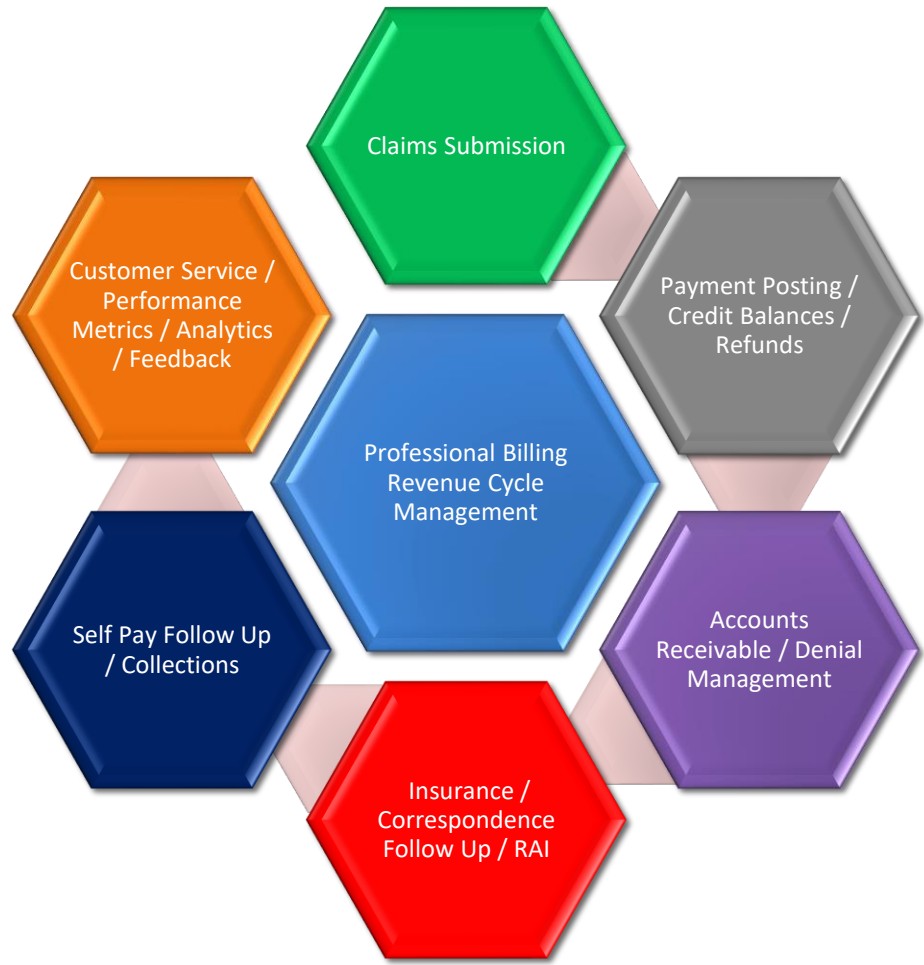 Claims Submission
Payment Posting /
Credit Balances /
Refunds
Accounts
Receivable / Denial
Management
Insurance /
Correspondence
Follow Up / RAI
Self Pay Follow Up
/ Collections
Customer Service /
Performance
Metrics / Analytics
/ Feedback
Professional Billing
Revenue Cycle
Management